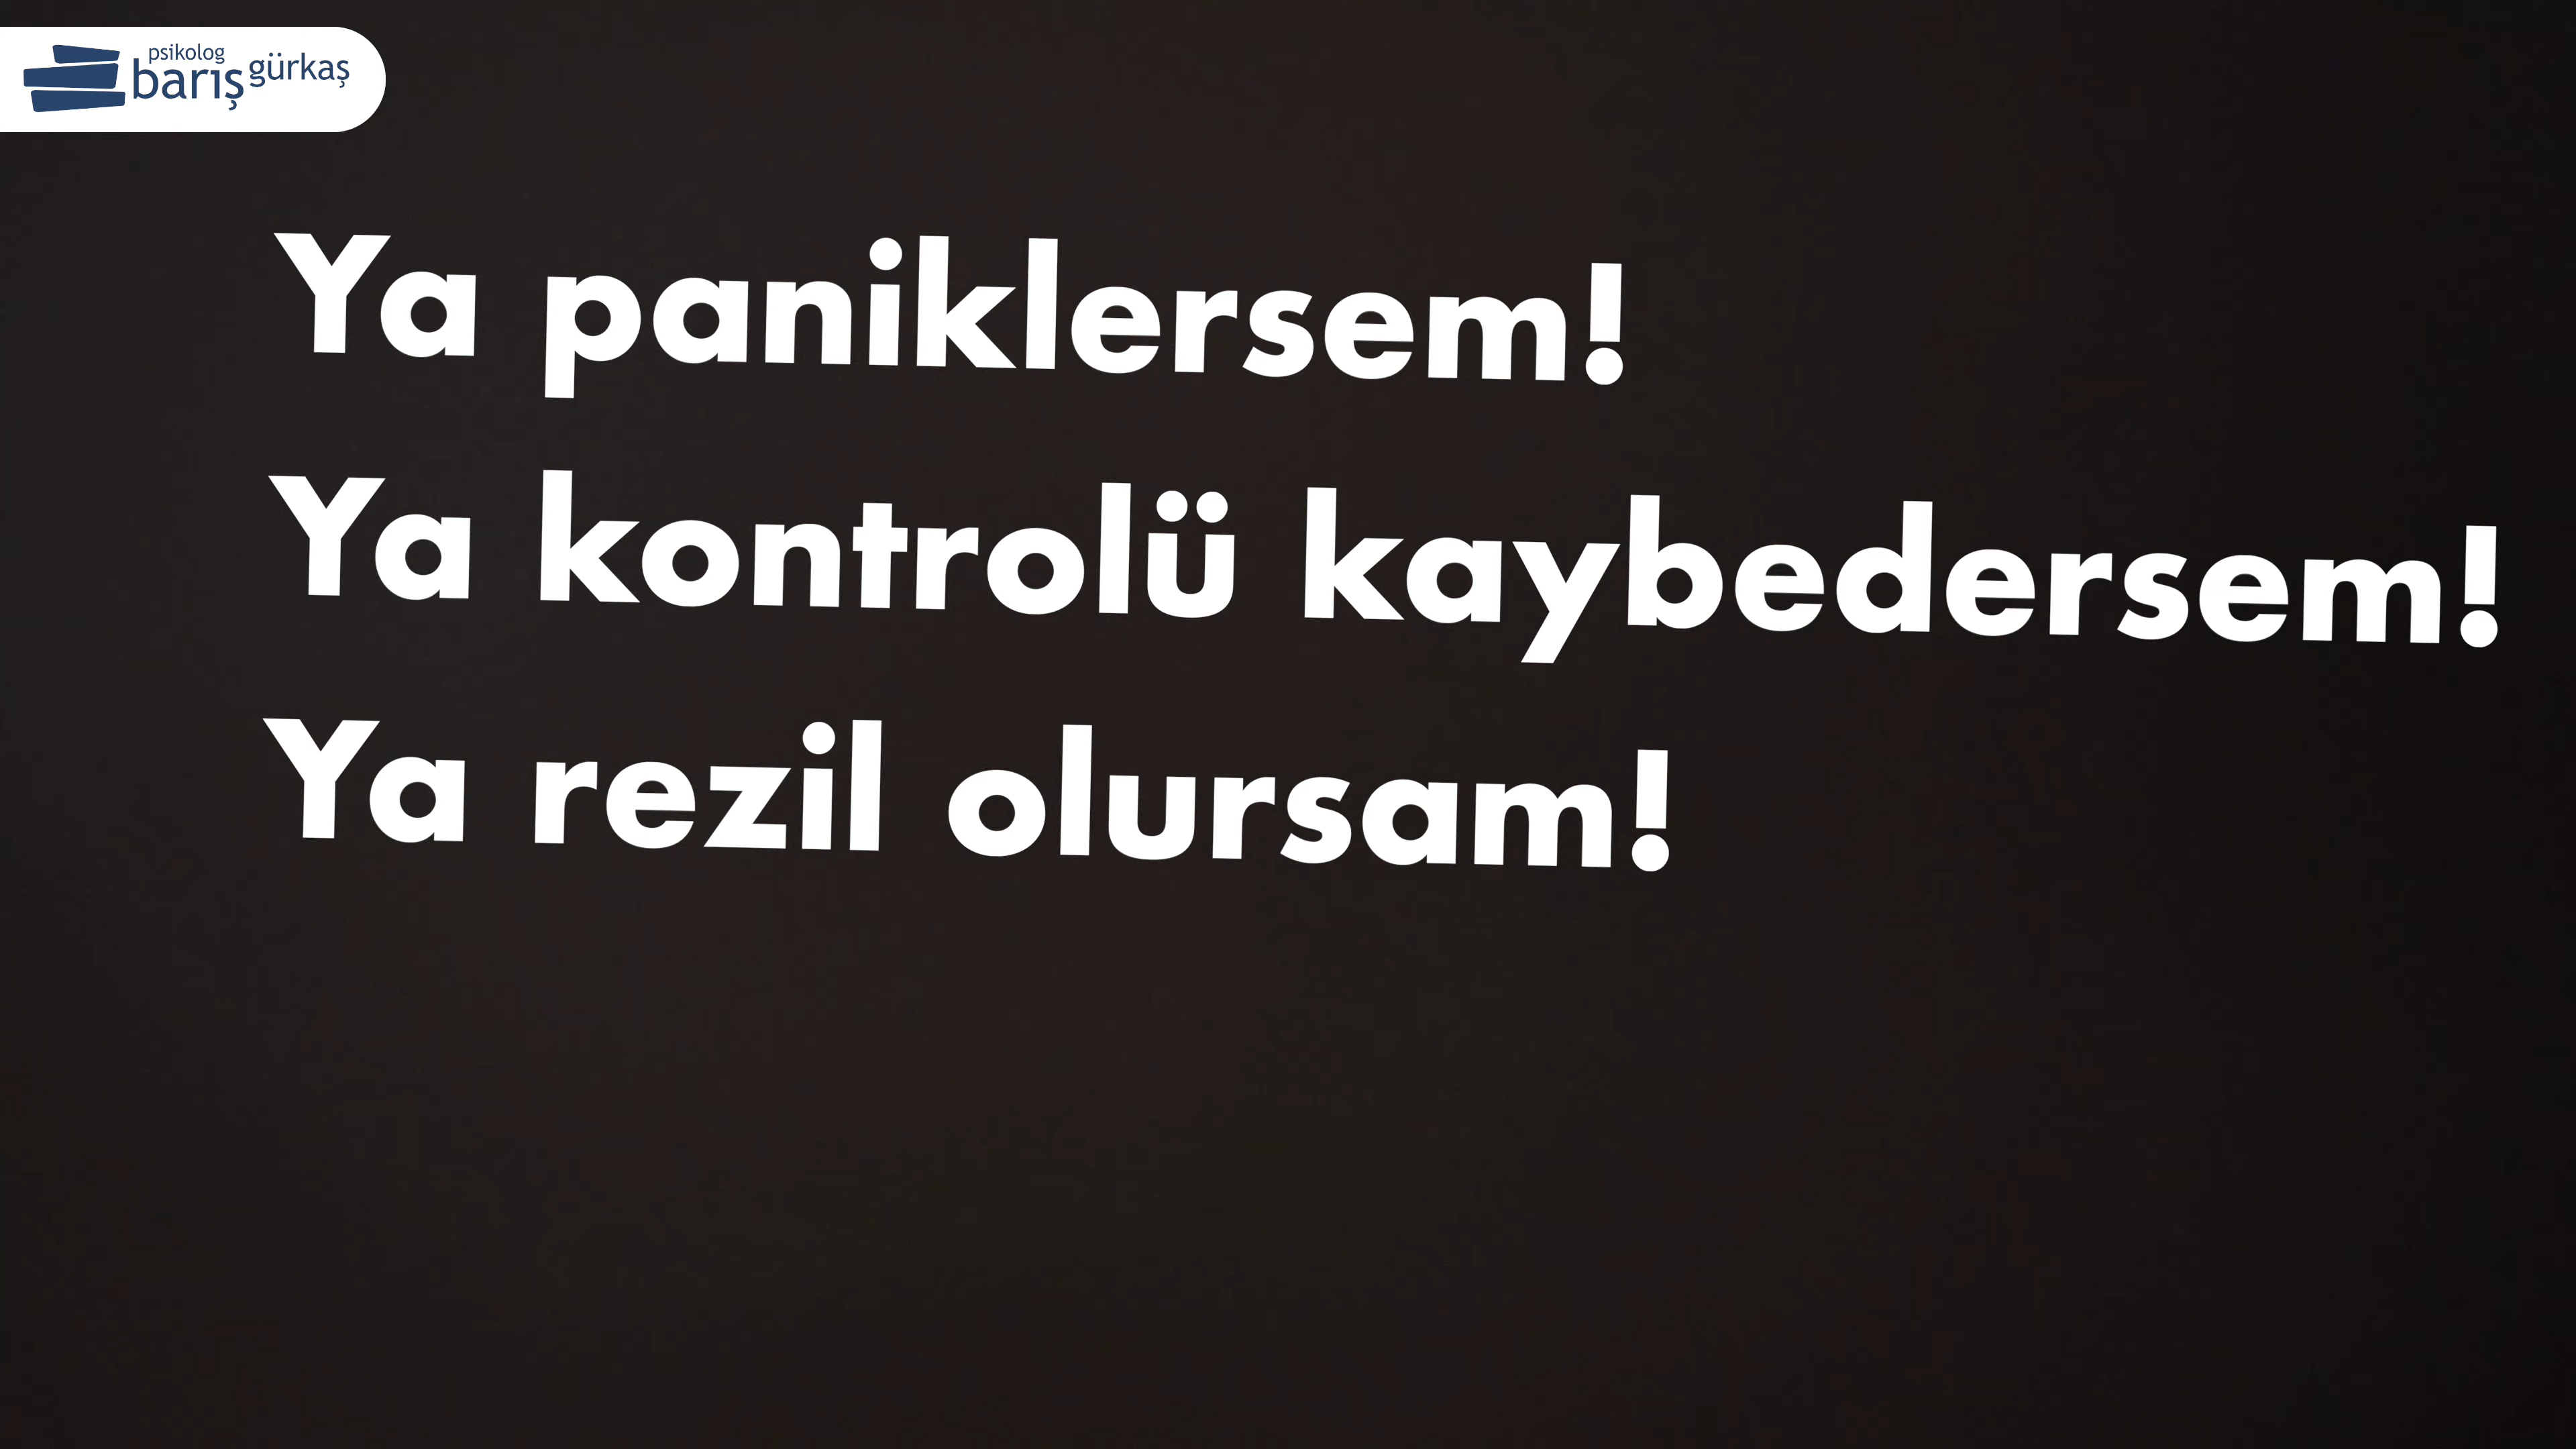 psikolog
barış gürkaş
Ya paniklersem!
Ya kontrolü kaybedersem!
Ya rezil olursam!